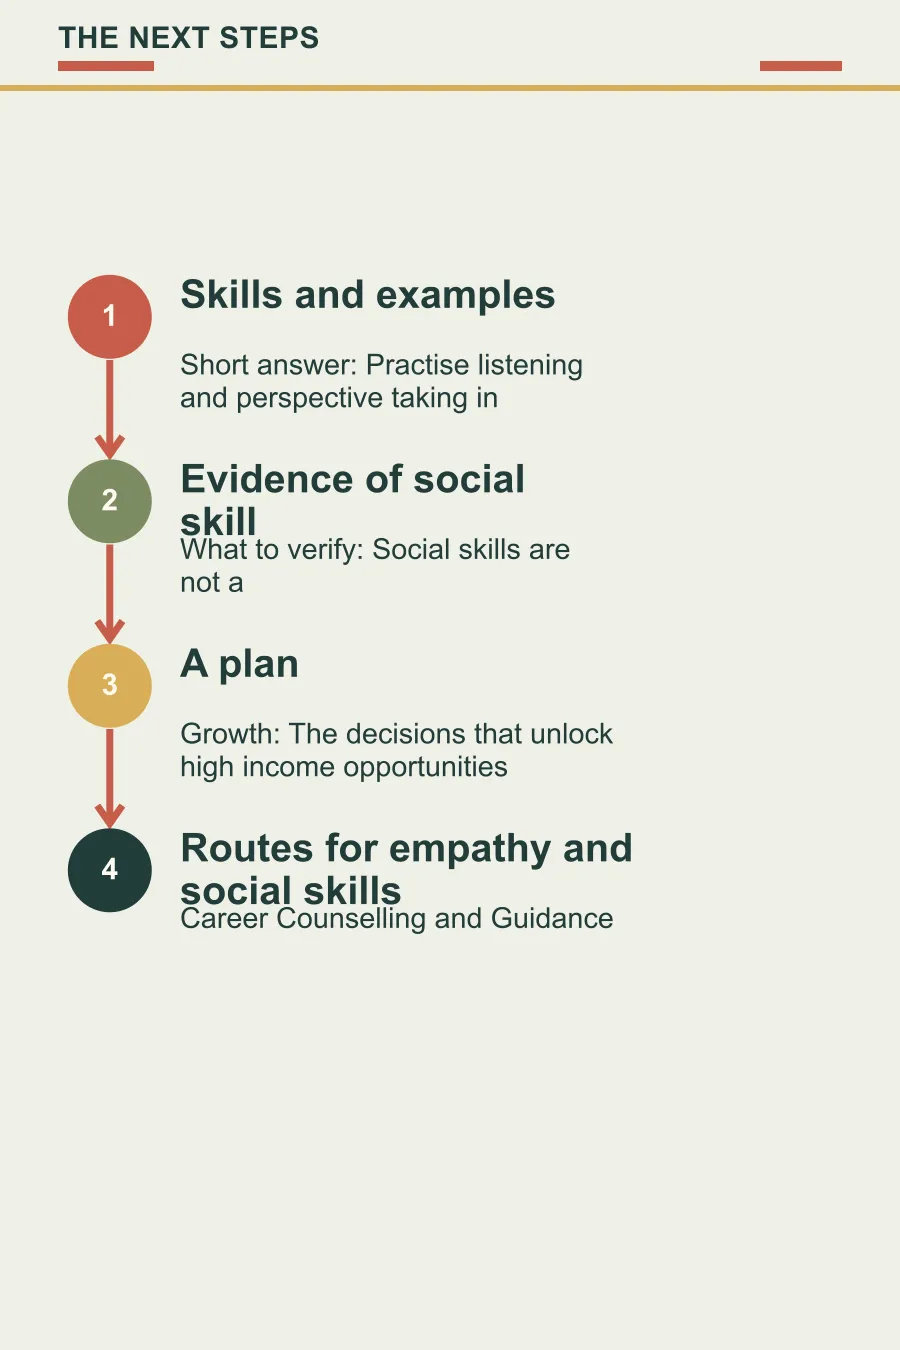 THE NEXT STEPS
1
Skills and examples
Short answer: Practise listening
and perspective taking in
2
Evidence of social
skill
What to verify: Social skills are
not a
3
A plan
Growth: The decisions that unlock
high income opportunities
4
Routes for empathy and
social skills
Career Counselling and Guidance